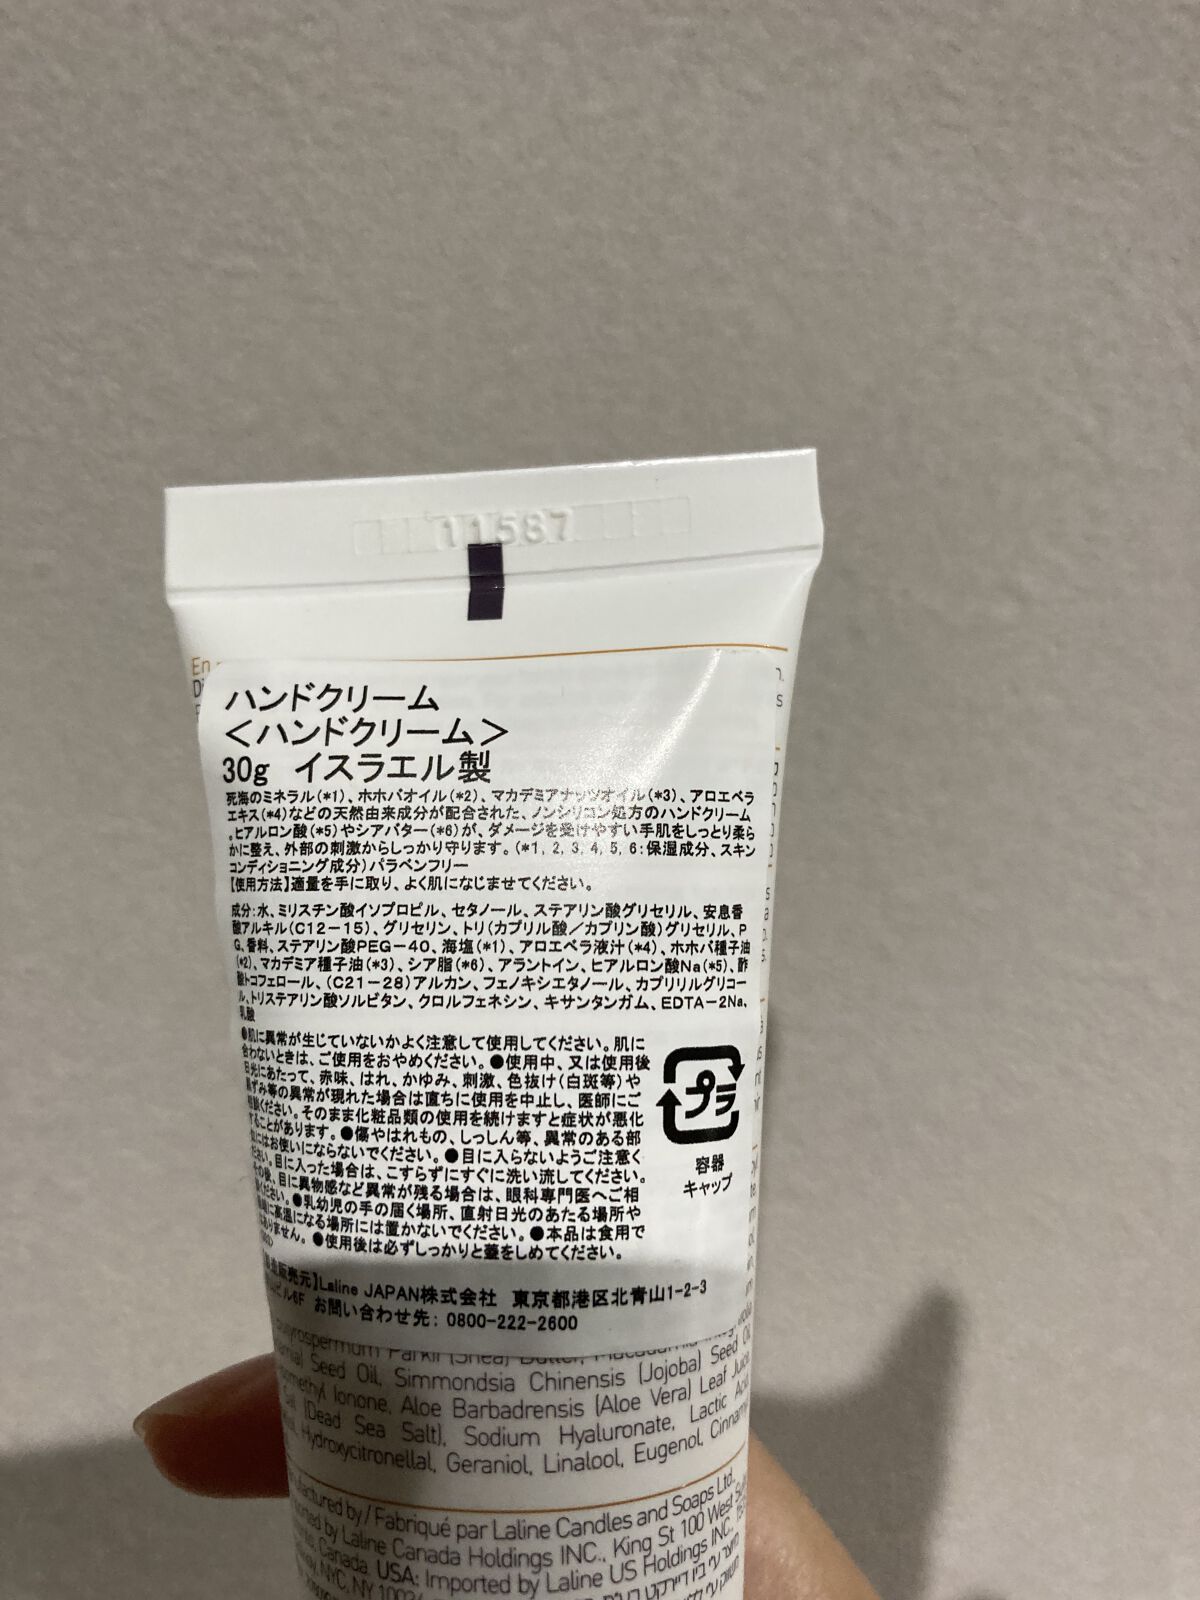 11587
En
ハンドクリーム
<ハンドクリーム>
30g イスラエル製
死海のミネラル(*1)、ホホバオイル(*2)、マカデミアナッツオイル(*3)、アロエベラ
エキス(*4)などの天然由来成分が配合された、ノンシリコン処方のハンドクリーム
。ヒアルロン酸(*5)やシアバター(*6)が、ダメージを受けやすい手肌をしっとり柔ら
かに整え、外部の刺激からしっかり守ります。(*1,2,3,4,5,6:保湿成分、スキン
コンディショニング成分)パラベンフリー
【使用方法】適量を手に取り、よく肌になじませてください。
成分:水、ミリスチン酸イソプロピル、セタノール、ステアリン酸グリセリル、安息香
酸アルキル(C12-15)、グリセリン、トリ(カプリル酸/カプリン酸)グリセリル、P
G、香料、ステアリン酸PEG-40、海塩(*1)、アロエベラ液汁(*4)、ホホバ種子油
(*2)、マカデミア種子油(*3)、シア脂(*6)、アラントイン、ヒアルロン酸Na(*5)、酢
酸トコフェロール、(C21-28)アルカン、フェノキシエタノール、カプリリルグリコー
ル、トリステアリン酸ソルビタン、クロルフェネシン、キサンタンガム、EDTA-2Na、
乳酸
●肌に異常が生じていないかよく注意して使用してください。肌に
合わないときは、ご使用をおやめください。●使用中、又は使用後
日光にあたって、赤味、はれ、かゆみ、刺激、色抜け(白斑等)や
ずみ等の異常が現れた場合は直ちに使用を中止し、医師にご
相談ください。そのまま化粧品類の使用を続けますと症状が悪化
することがあります。●傷やはれもの、しっしん等、異常のある部
にはお使いにならないでください。●目に入らないようご注意く
さい。目に入った場合は、こすらずにすぐに洗い流してください。
その後、目に異物感など異常が残る場合は、眼科専門医へご相
ください。●乳幼児の手の届く場所、直射日光のあたる場所や
に高温になる場所には置かないでください。●本品は食用で
ありません。●使用後は必ずしっかりと蓋をしめてください。
プラ
容器
キャップ
販売元】Laline JAPAN株式会社 東京都港区北青山1-2-3
ビル6F お問い合わせ先:0800-222-2600
Parkii (Shea) Butter,
Seed Oil, Simmondsia Chinensis (Jojoba) Seed Oil,
Ionone, Aloe Barbadrensis (Aloe Vera) Leaf Juice,
(Dead Sea Salt), Sodium Hyaluronate, Lactic Acid,
Hydroxycitronellal, Geraniol, Linalool, Eugenol,
by / Fabriqué par Laline Candles and Soaps Ltd.,
by Laline Canada Holdings INC., King St 100 West
Canada. USA: Imported by Laline US Holdings INC.,
NYC, NY